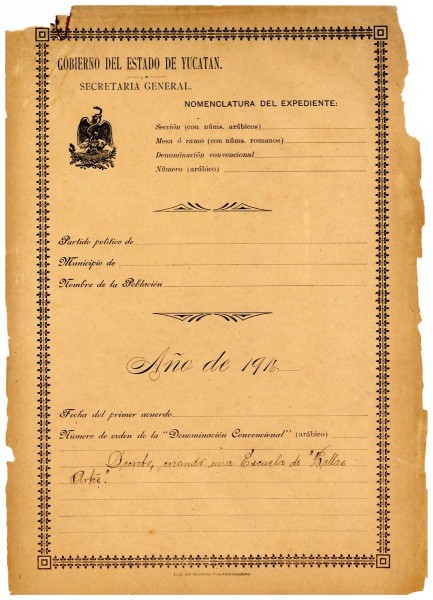 GOBIERNO DEL ESTADO DE YUCATAN.
SECRETARIA GENERAL.
NOMENCLATURA DEL EXPEDIENTE:
Sección (con núms. arábicos)
Mesa ó ramo (con núms. romanos)
Denominación convencional
Número (arábico)
Partido político de
Municipio de
Nombre de la Población
Año de 1916
Fecha del primer acuerdo
Número de orden de la "Denominación Convencional" (arábico)
Decreto, creando una Escuela de "Bellas
Artes".